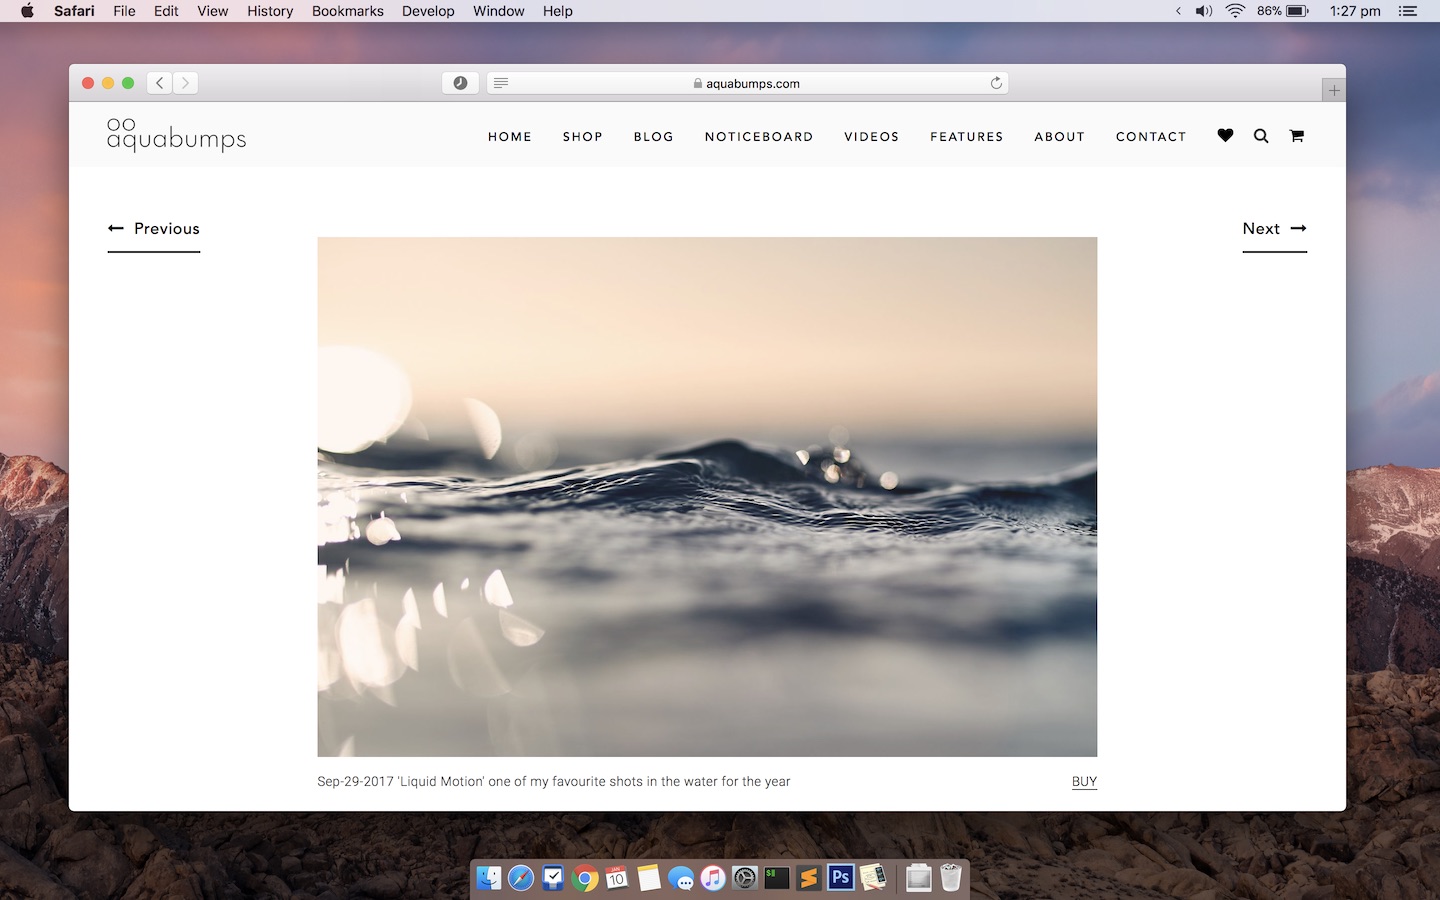 Safari File Edit View History Bookmarks Develop Window Help 86% 1:27 pm
aquabumps.com
aquabumps HOME SHOP BLOG NOTICEBOARD VIDEOS FEATURES ABOUT CONTACT
Previous Next
Sep-29-2017 'Liquid Motion' one of my favourite shots in the water for the year BUY
JAN
10
$
Ps